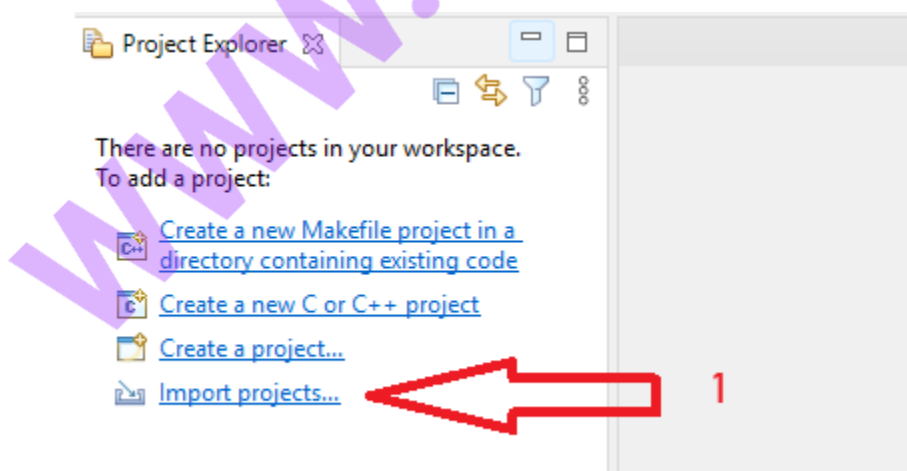 Project Explorer
There are no projects in your workspace.
To add a project:
Create a new Makefile project in a
directory containing existing code
Create a new C or C++ project
Create a project...
Import projects...
1
www.